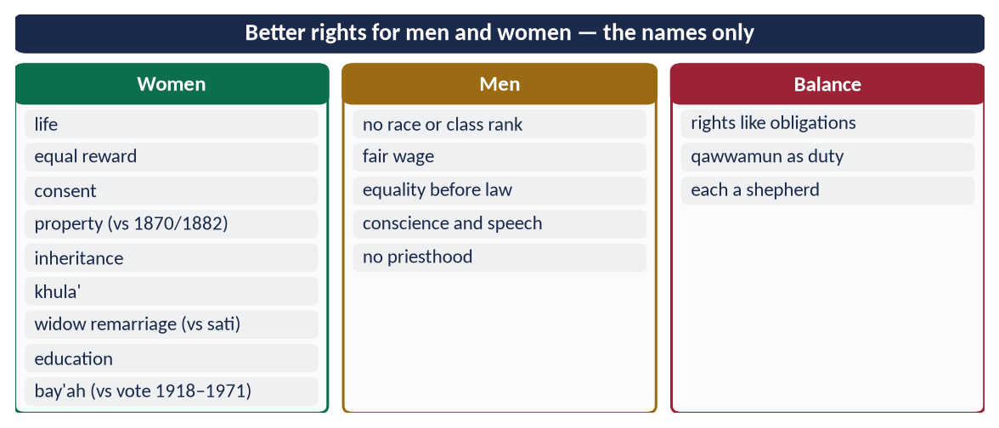 Better rights for men and women — the names only
Women
life
equal reward
consent
property (vs 1870/1882)
inheritance
khula'
widow remarriage (vs sati)
education
bay'ah (vs vote 1918–1971)
Men
no race or class rank
fair wage
equality before law
conscience and speech
no priesthood
Balance
rights like obligations
qawwamun as duty
each a shepherd